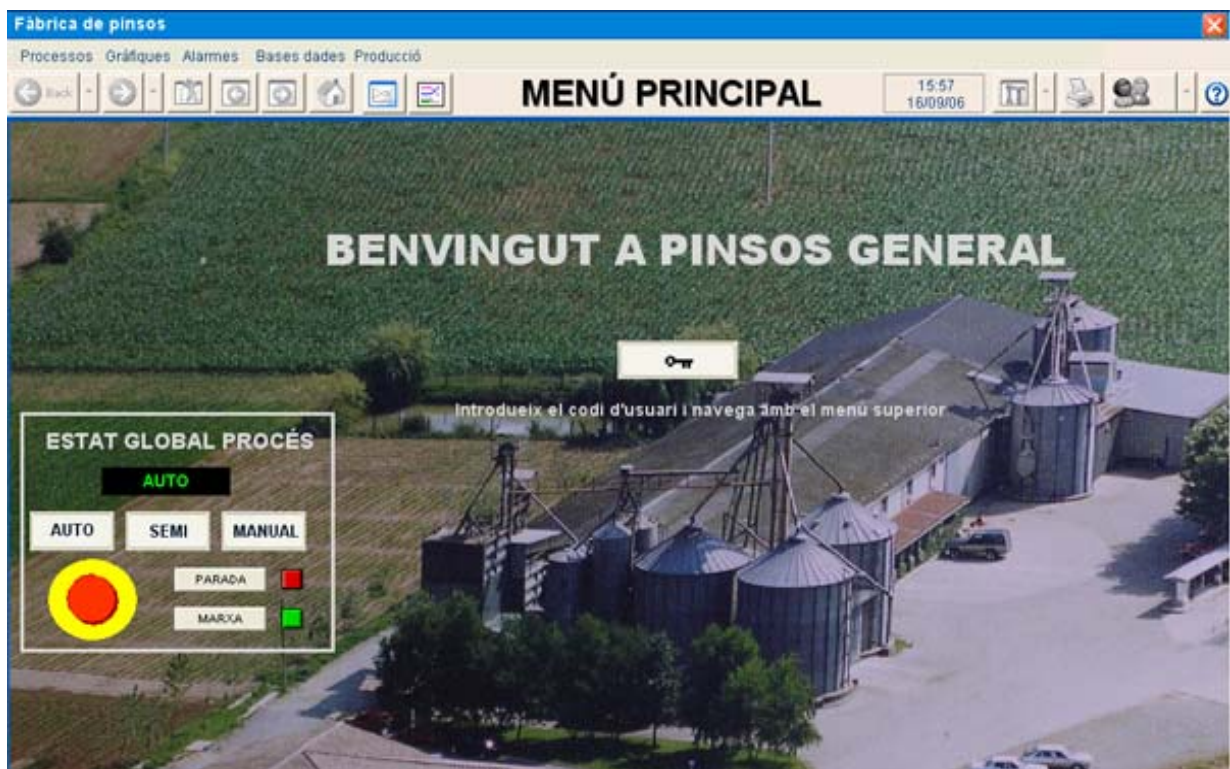 Fàbrica de pinsos
Processos Gráfiques Alarmes Bases dades Producció
Back MENÚ PRINCIPAL 15:57
16/09/06
BENVINGUT A PINSOS GENERAL
Introdueix el codi d'usuari i navega amb el menú superior
ESTAT GLOBAL PROCÉS
AUTO
AUTO SEMI MANUAL
PARADA
MARXA